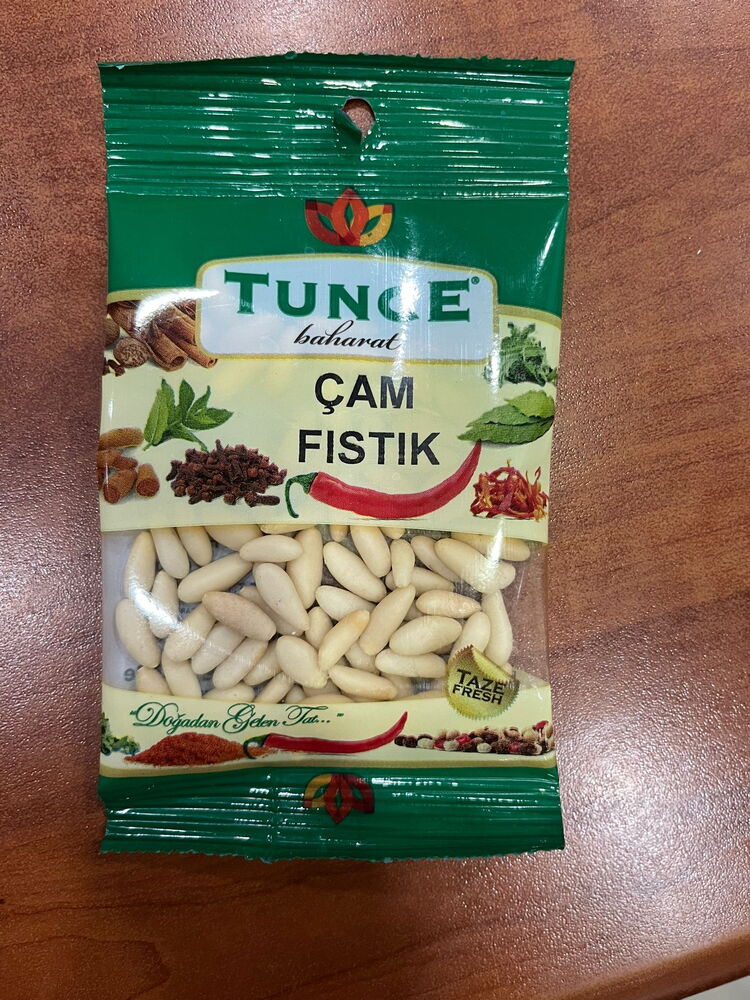 TUNCE®
baharat
ÇAM
FISTIK
TAZE
FRESH
"Doğadan Gelen Tat..."